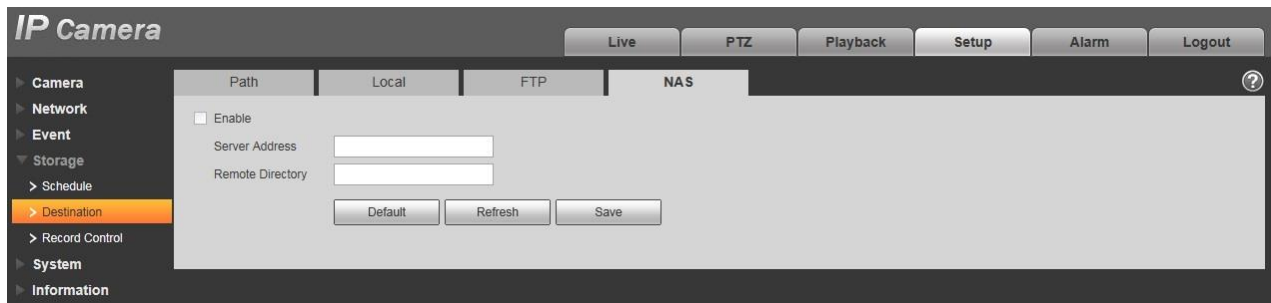 IP Camera
Live PTZ Playback Setup Alarm Logout
Camera
Network
Event
Storage
> Schedule
> Destination
> Record Control
System
Information
Path Local FTP NAS
?
Enable
Server Address
Remote Directory
Default Refresh Save